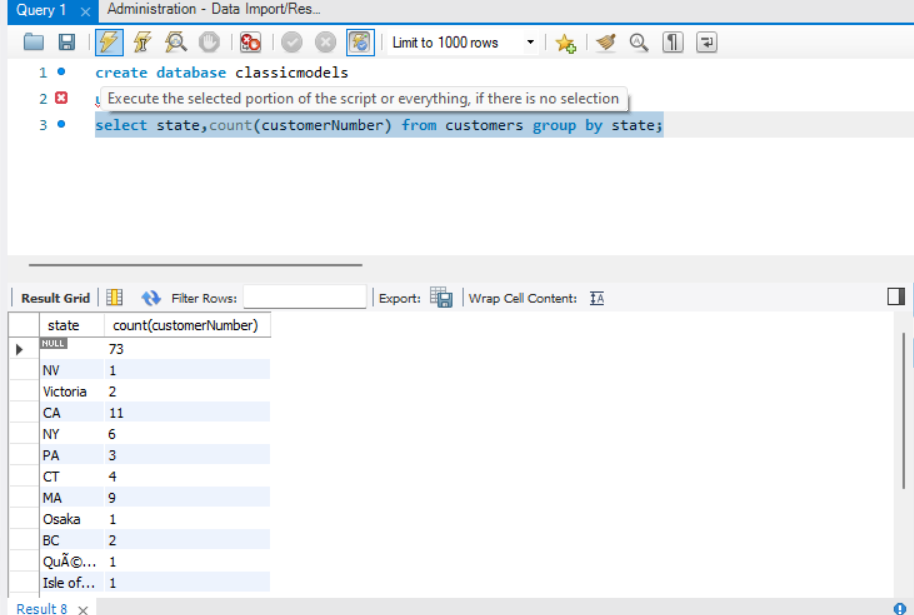 Query 1
Administration - Data Import/Res...
Limit to 1000 rows
1 create database classicmodels
2 Execute the selected portion of the script or everything, if there is no selection
3 select state,count(customerNumber) from customers group by state;
Result Grid Filter Rows: Export: Wrap Cell Content: IA
state count(customerNumber)
NULL 73
NV 1
Victoria 2
CA 11
NY 6
PA 3
CT 4
MA 9
Osaka 1
BC 2
QuÃ©... 1
Isle of... 1
Result 8